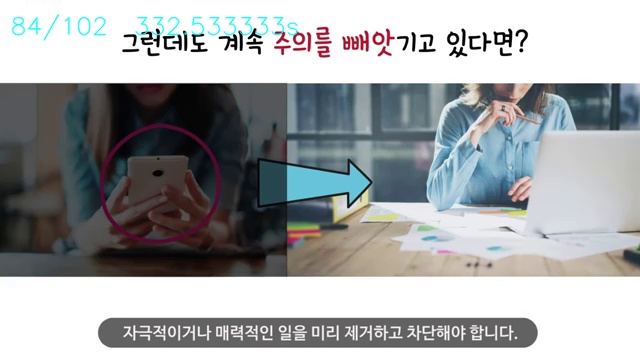 84/102 332.533333s
그런데도 계속 주의를 빼앗기고 있다면?
자극적이거나 매력적인 일을 미리 제거하고 차단해야 합니다.